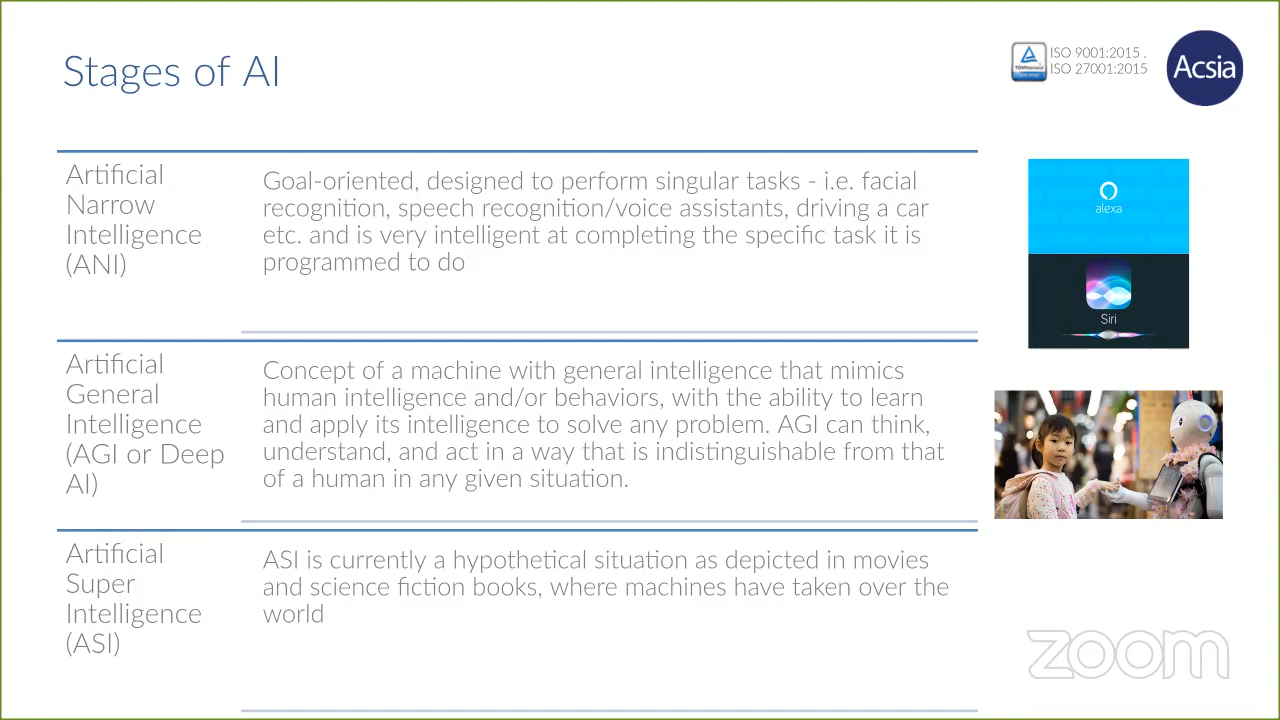 Stages of AI
ISO 9001:2015 ,
ISO 27001:2015
Acsia
Artificial
Narrow
Intelligence
(ANI)
Goal-oriented, designed to perform singular tasks - i.e. facial
recognition, speech recognition/voice assistants, driving a car
etc. and is very intelligent at completing the specific task it is
programmed to do
alexa
Siri
Artificial
General
Intelligence
(AGI or Deep
AI)
Concept of a machine with general intelligence that mimics
human intelligence and/or behaviors, with the ability to learn
and apply its intelligence to solve any problem. AGI can think,
understand, and act in a way that is indistinguishable from that
of a human in any given situation.
Artificial
Super
Intelligence
(ASI)
ASI is currently a hypothetical situation as depicted in movies
and science fiction books, where machines have taken over the
world
zoom